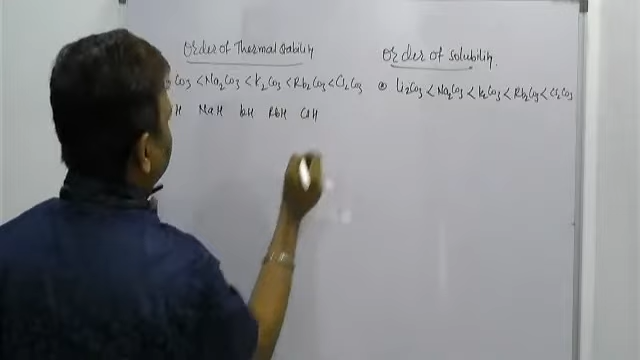 Order of Thermal stability
Co3 < Na2Co3 < K2Co3 < Rb2Co3 < Cs2Co3
H NaH KH RbH CsH
Order of solubility.
Li2Co3 < Na2Co3 < K2Co3 < Rb2Co3 < Cs2Co3